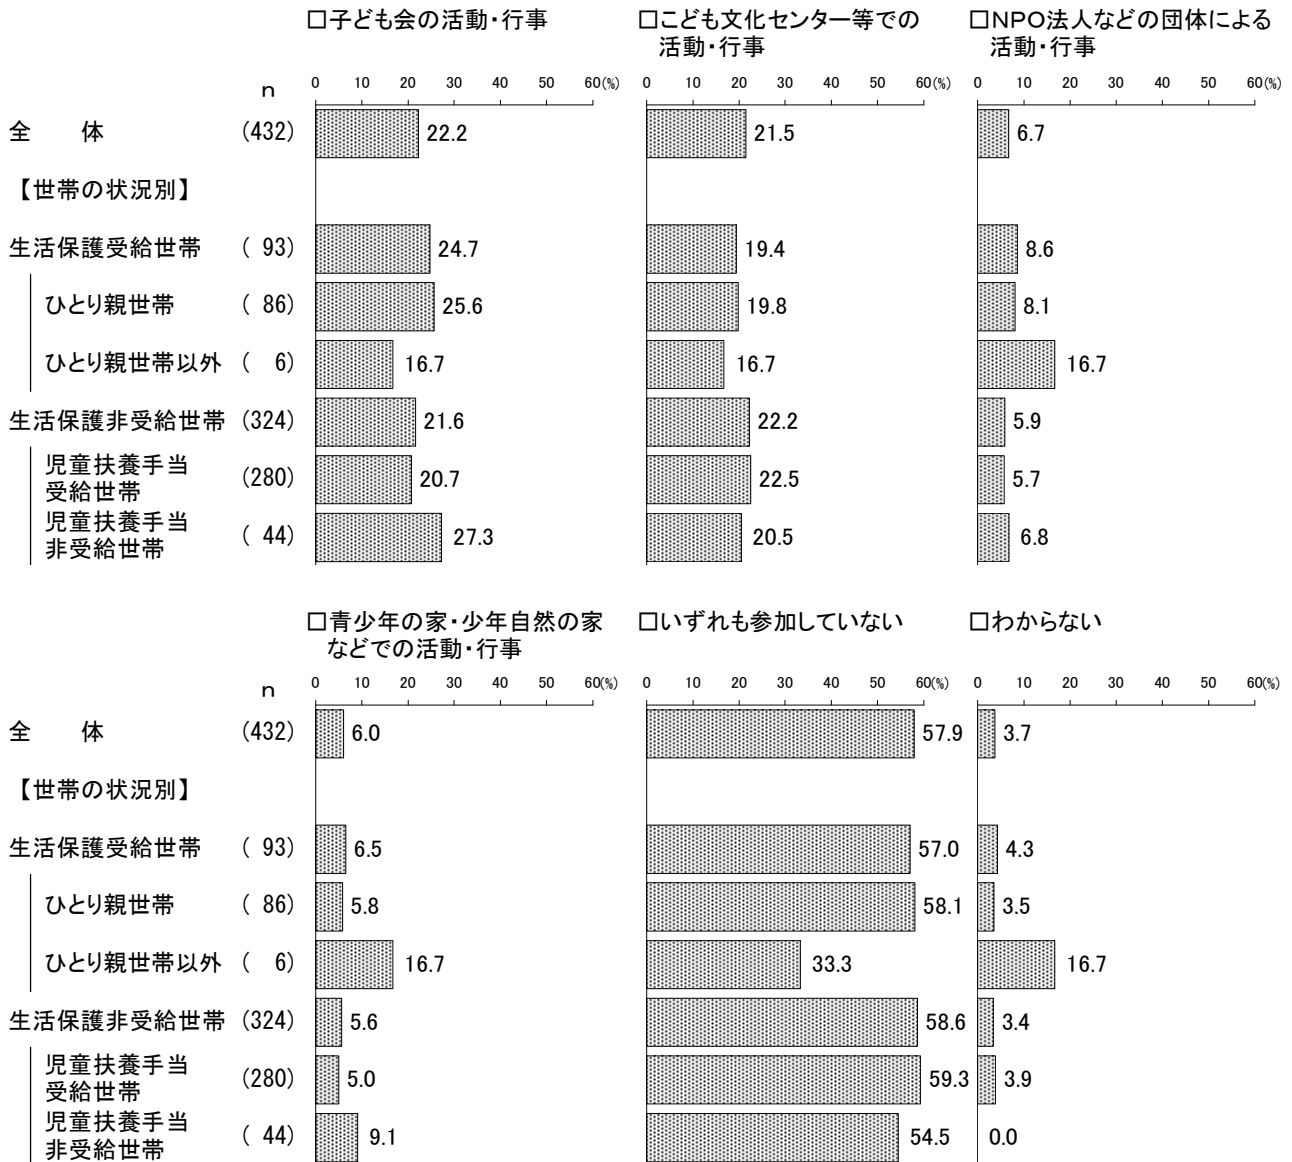 □子ども会の活動・行事
□こども文化センター等での
活動・行事
□NPO法人などの団体による
活動・行事
n
0 10 20 30 40 50 60(%)
0 10 20 30 40 50 60(%)
0 10 20 30 40 50 60(%)
全 体 (432) 22.2 21.5 6.7
【世帯の状況別】
生活保護受給世帯 ( 93) 24.7 19.4 8.6
ひとり親世帯 ( 86) 25.6 19.8 8.1
ひとり親世帯以外 ( 6) 16.7 16.7 16.7
生活保護非受給世帯 (324) 21.6 22.2 5.9
児童扶養手当
受給世帯 (280) 20.7 22.5 5.7
児童扶養手当
非受給世帯 ( 44) 27.3 20.5 6.8
□青少年の家・少年自然の家
などでの活動・行事
□いずれも参加していない
□わからない
n
0 10 20 30 40 50 60(%)
0 10 20 30 40 50 60(%)
0 10 20 30 40 50 60(%)
全 体 (432) 6.0 57.9 3.7
【世帯の状況別】
生活保護受給世帯 ( 93) 6.5 57.0 4.3
ひとり親世帯 ( 86) 5.8 58.1 3.5
ひとり親世帯以外 ( 6) 16.7 33.3 16.7
生活保護非受給世帯 (324) 5.6 58.6 3.4
児童扶養手当
受給世帯 (280) 5.0 59.3 3.9
児童扶養手当
非受給世帯 ( 44) 9.1 54.5 0.0